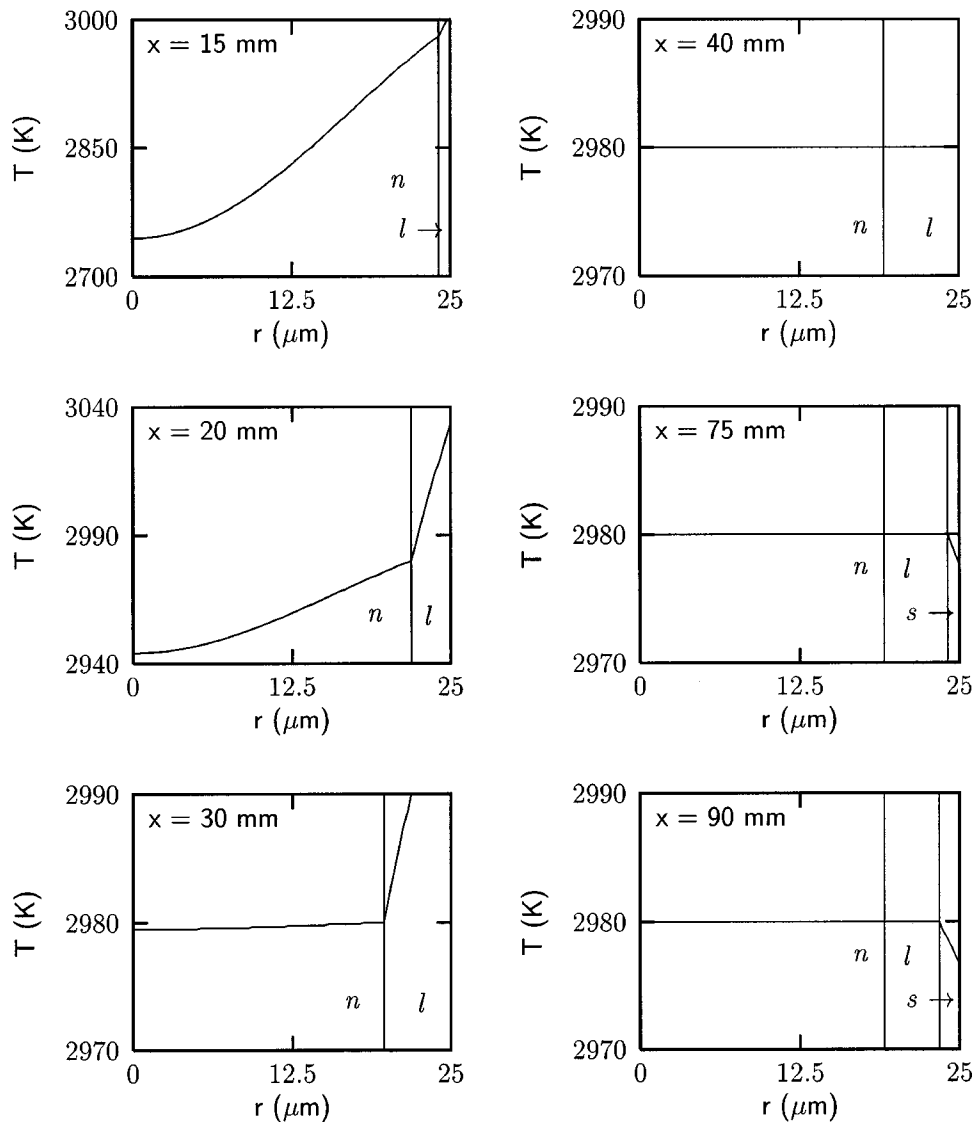 3000
x = 15 mm
2850
T (K)
n
l →
2700
0 12.5 25
r (μm)
2990
x = 40 mm
2980
T (K)
n l
2970
0 12.5 25
r (μm)
3040
x = 20 mm
2990
T (K)
n l
2940
0 12.5 25
r (μm)
2990
x = 75 mm
2980
T (K)
n l
s →
2970
0 12.5 25
r (μm)
2990
x = 30 mm
2980
T (K)
n l
2970
0 12.5 25
r (μm)
2990
x = 90 mm
2980
T (K)
n l
s →
2970
0 12.5 25
r (μm)